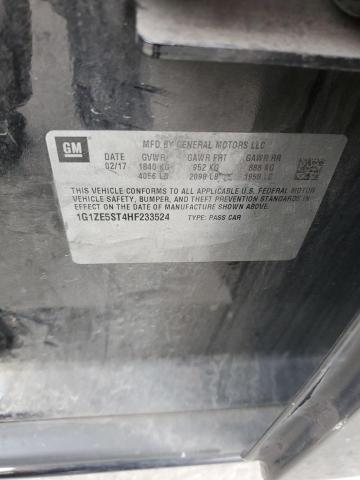 GM
MFD BY GENERAL MOTORS LLC
DATE GVWR GAWR FRT GAWR RR
02/17 1840 KG 952 KG 888 KG
4056 LB 2098 LB 1958 LB
THIS VEHICLE CONFORMS TO ALL APPLICABLE U.S. FEDERAL MOTOR
VEHICLE SAFETY, BUMPER, AND THEFT PREVENTION STANDARDS IN
EFFECT ON THE DATE OF MANUFACTURE SHOWN ABOVE.
1G1ZE5ST4HF233524 TYPE: PASS CAR